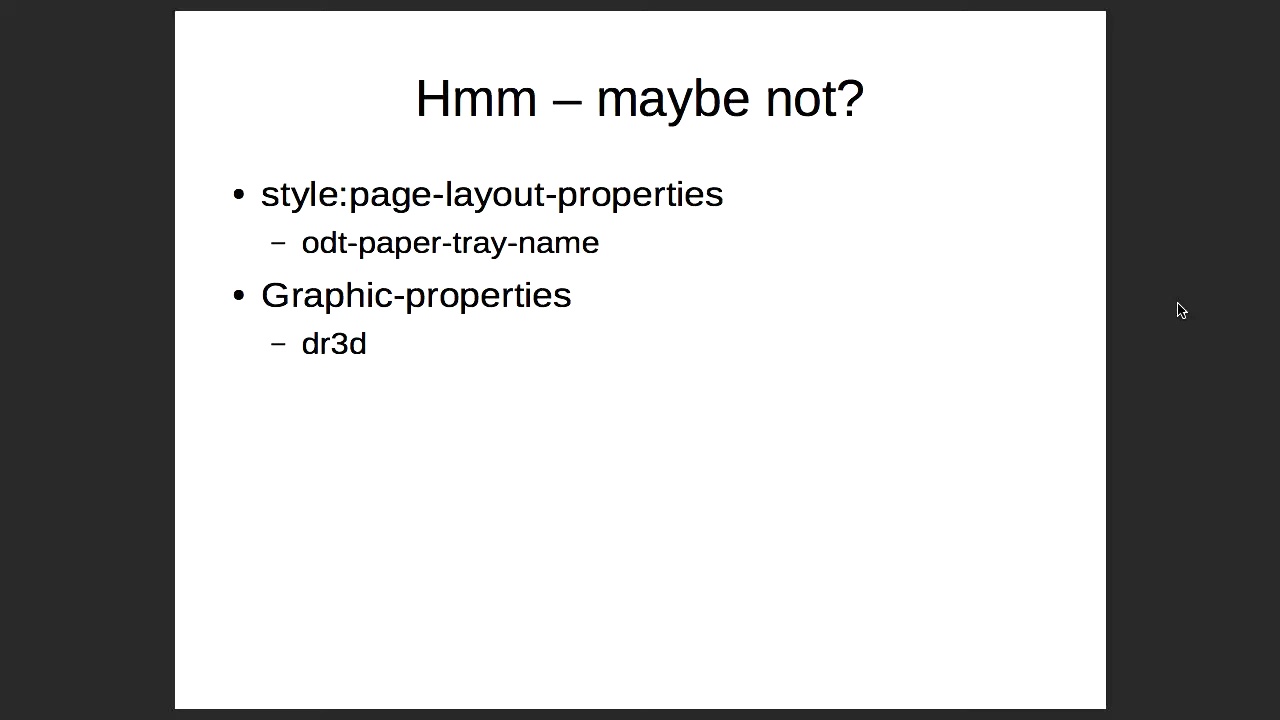 Hmm – maybe not?
• style:page-layout-properties
– odt-paper-tray-name
• Graphic-properties
– dr3d